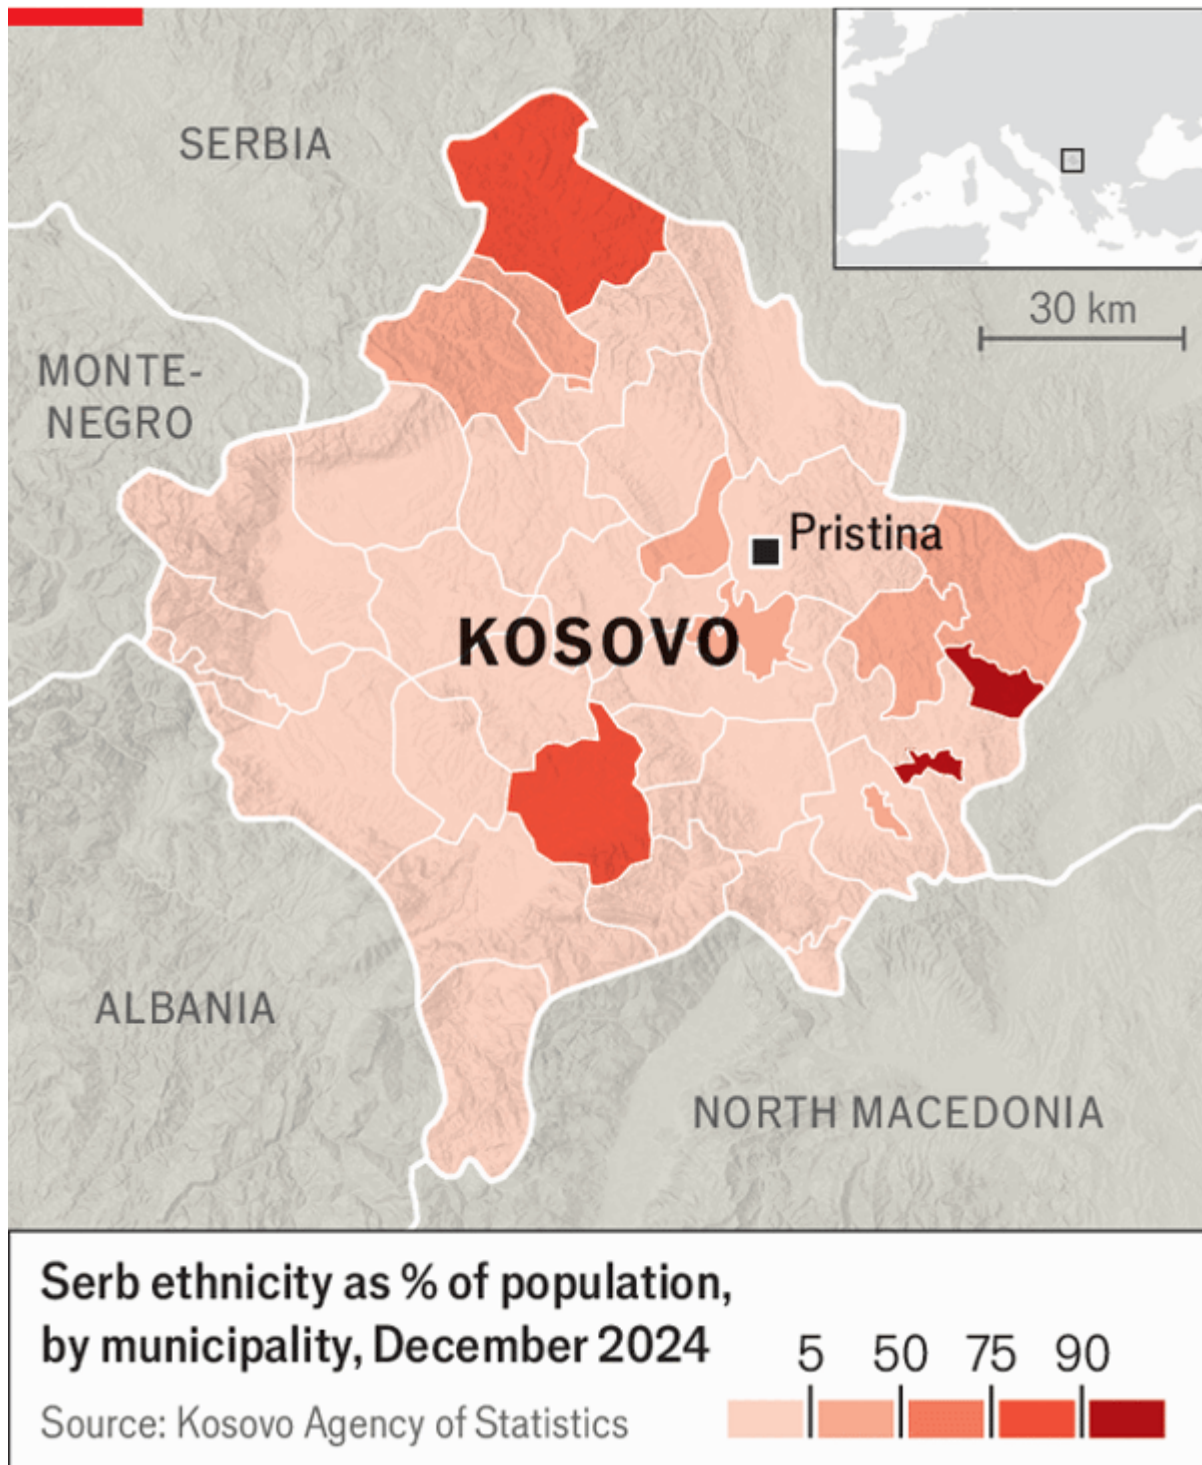 SERBIA
30 km
MONTE-
NEGRO
Pristina
KOSOVO
ALBANIA
NORTH MACEDONIA
Serb ethnicity as % of population,
by municipality, December 2024
5 50 75 90
Source: Kosovo Agency of Statistics